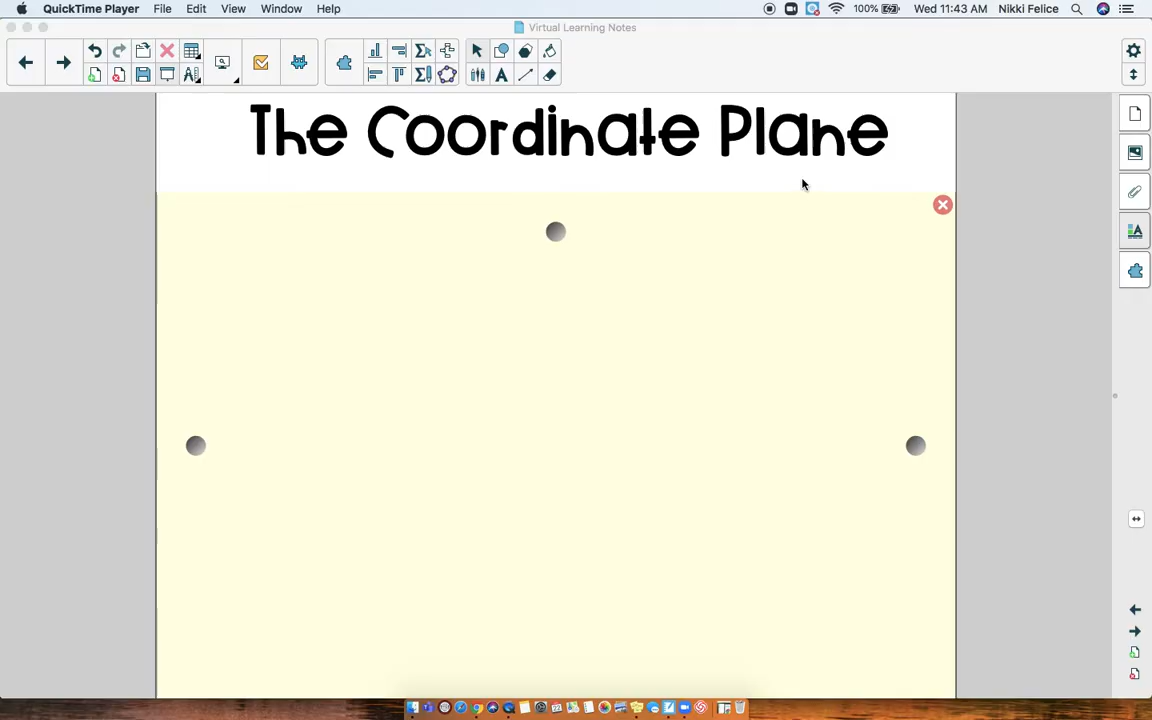 QuickTime Player File Edit View Window Help 100% Wed 11:43 AM Nikki Felice
Virtual Learning Notes
The Coordinate Plane